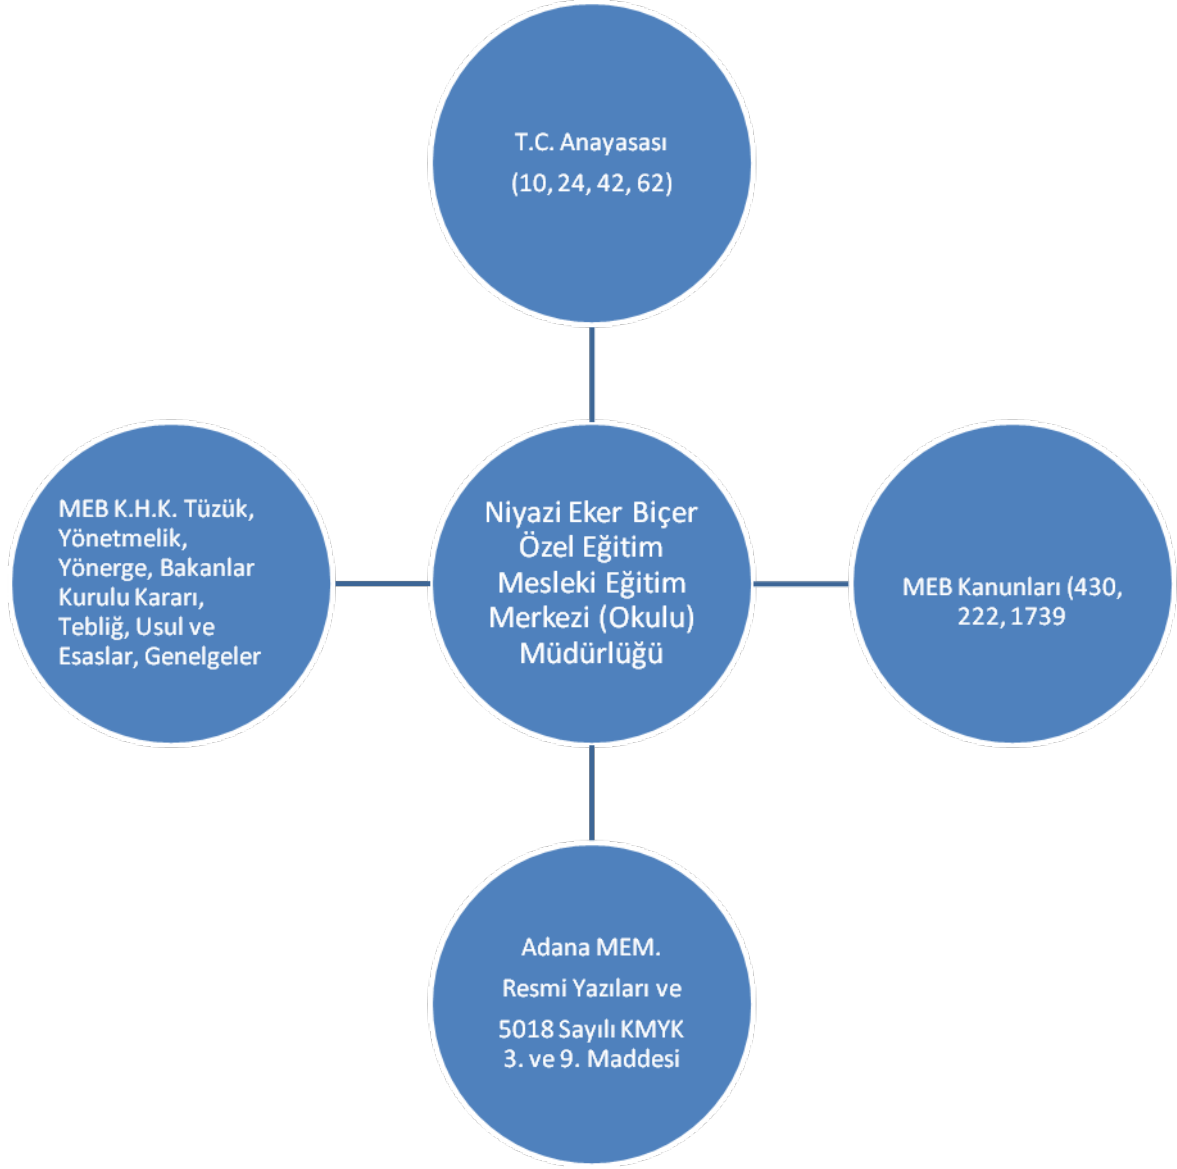 T.C. Anayasası
(10, 24, 42, 62)
MEB K.H.K. Tüzük,
Yönetmelik,
Yönerge, Bakanlar
Kurulu Kararı,
Tebliğ, Usul ve
Esaslar, Genelgeler
Niyazi Eker Biçer
Özel Eğitim
Mesleki Eğitim
Merkezi (Okulu)
Müdürlüğü
MEB Kanunları (430,
222, 1739
Adana MEM.
Resmi Yazıları ve
5018 Sayılı KMYK
3. ve 9. Maddesi